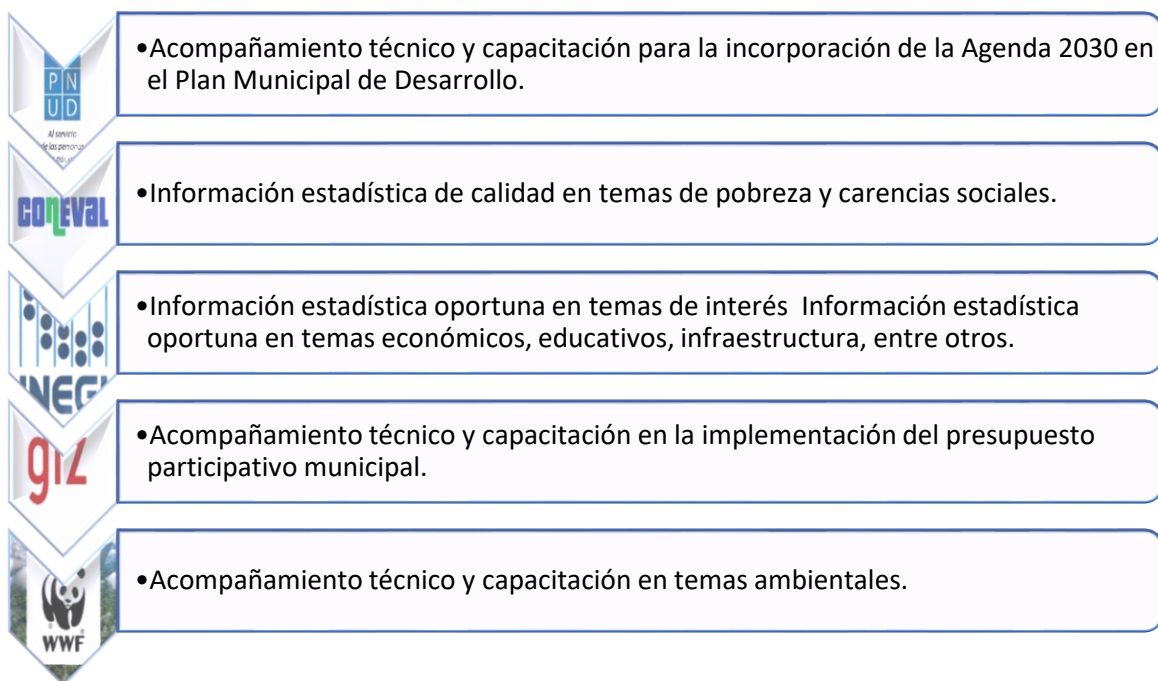 P N
U D
Al servicio
de las personas
•Acompañamiento técnico y capacitación para la incorporación de la Agenda 2030 en
el Plan Municipal de Desarrollo.
CONEVAL
•Información estadística de calidad en temas de pobreza y carencias sociales.
INEGI
•Información estadística oportuna en temas de interés  Información estadística
oportuna en temas económicos, educativos, infraestructura, entre otros.
giz
•Acompañamiento técnico y capacitación en la implementación del presupuesto
participativo municipal.
WWF
•Acompañamiento técnico y capacitación en temas ambientales.